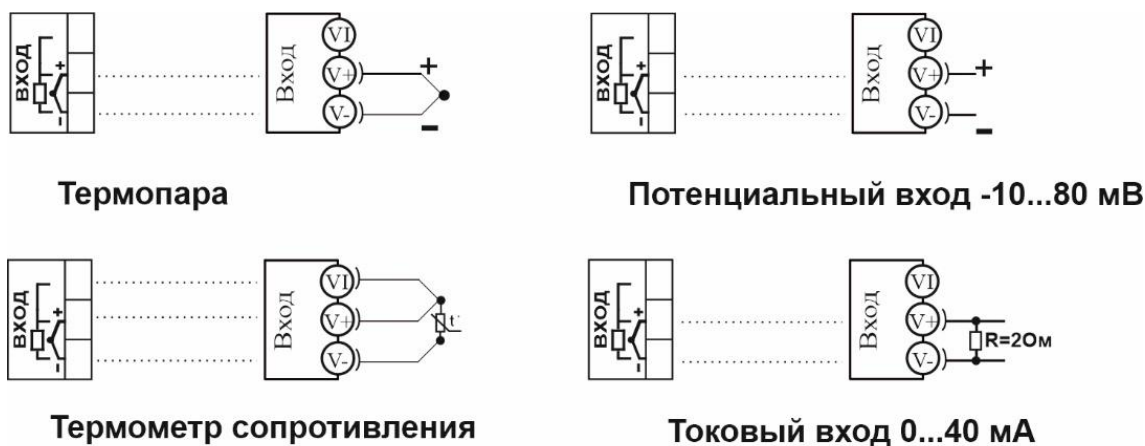 ВХОД
+
-
Вход
VI
V+
V-
+
-
Термопара
ВХОД
+
-
Вход
VI
V+
V-
+
-
Потенциальный вход -10...80 мВ
ВХОД
+
-
Вход
VI
V+
V-
t°
Термометр сопротивления
ВХОД
+
-
Вход
VI
V+
V-
R=2Ом
Токовый вход 0...40 мА